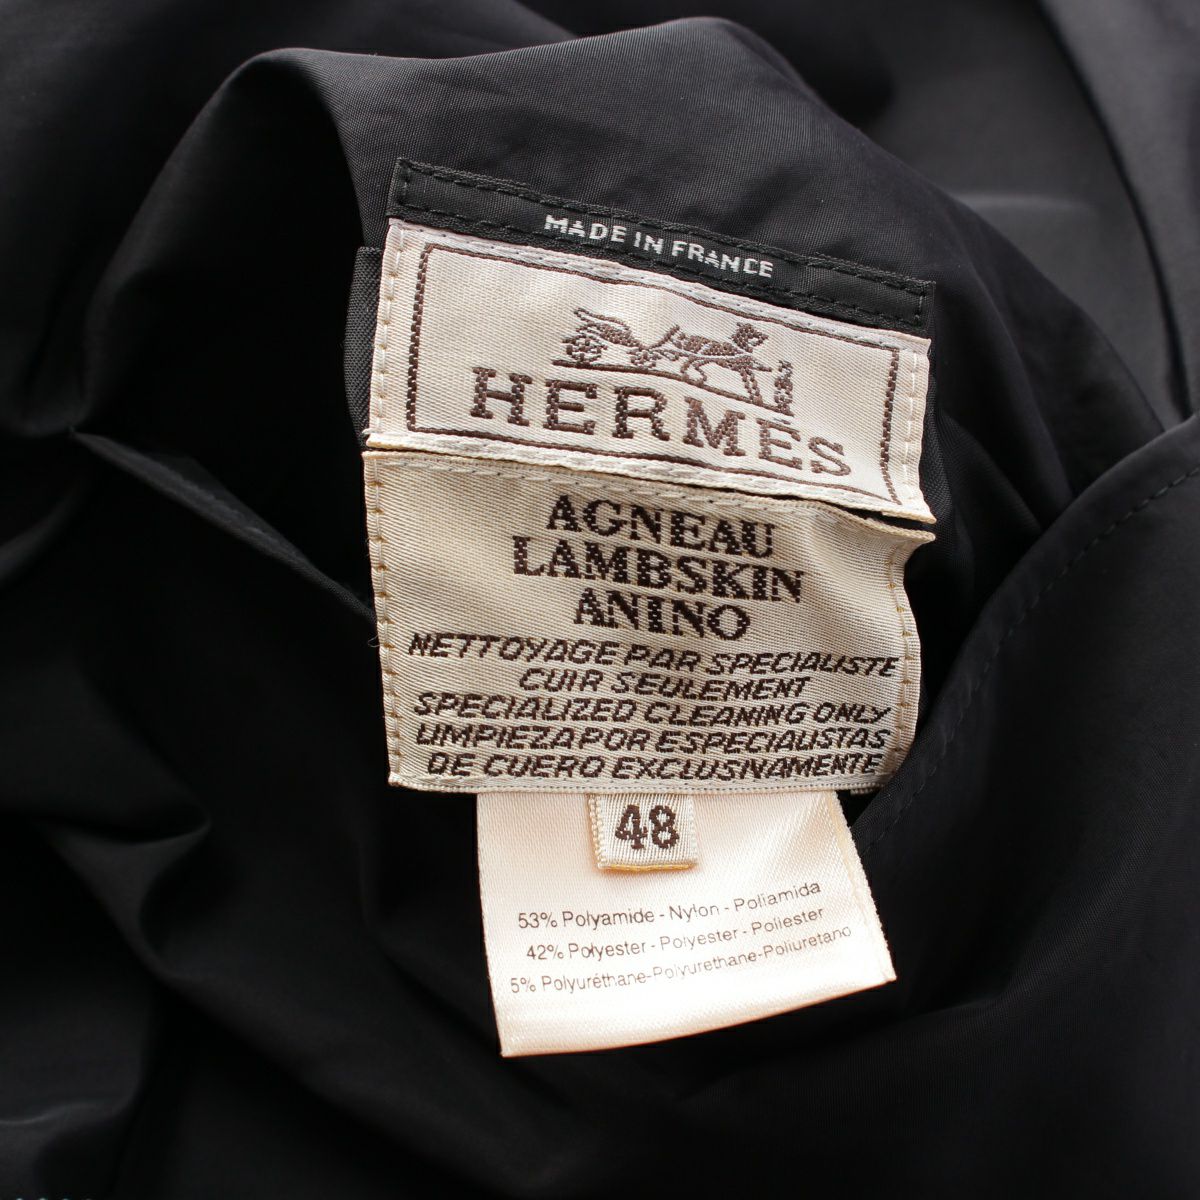 MADE IN FRANCE
HERMES
AGNEAU
LAMBSKIN
ANINO
NETTOYAGE PAR SPECIALISTE
CUIR SEULEMENT
SPECIALIZED CLEANING ONLY
LIMPIEZA POR ESPECIALISTAS
DE CUERO EXCLUSIVAMENTE
48
53% Polyamide - Nylon - Poliamida
42% Polyester - Polyester - Poliester
5% Polyuréthane-Polyurethane-Poliuretano